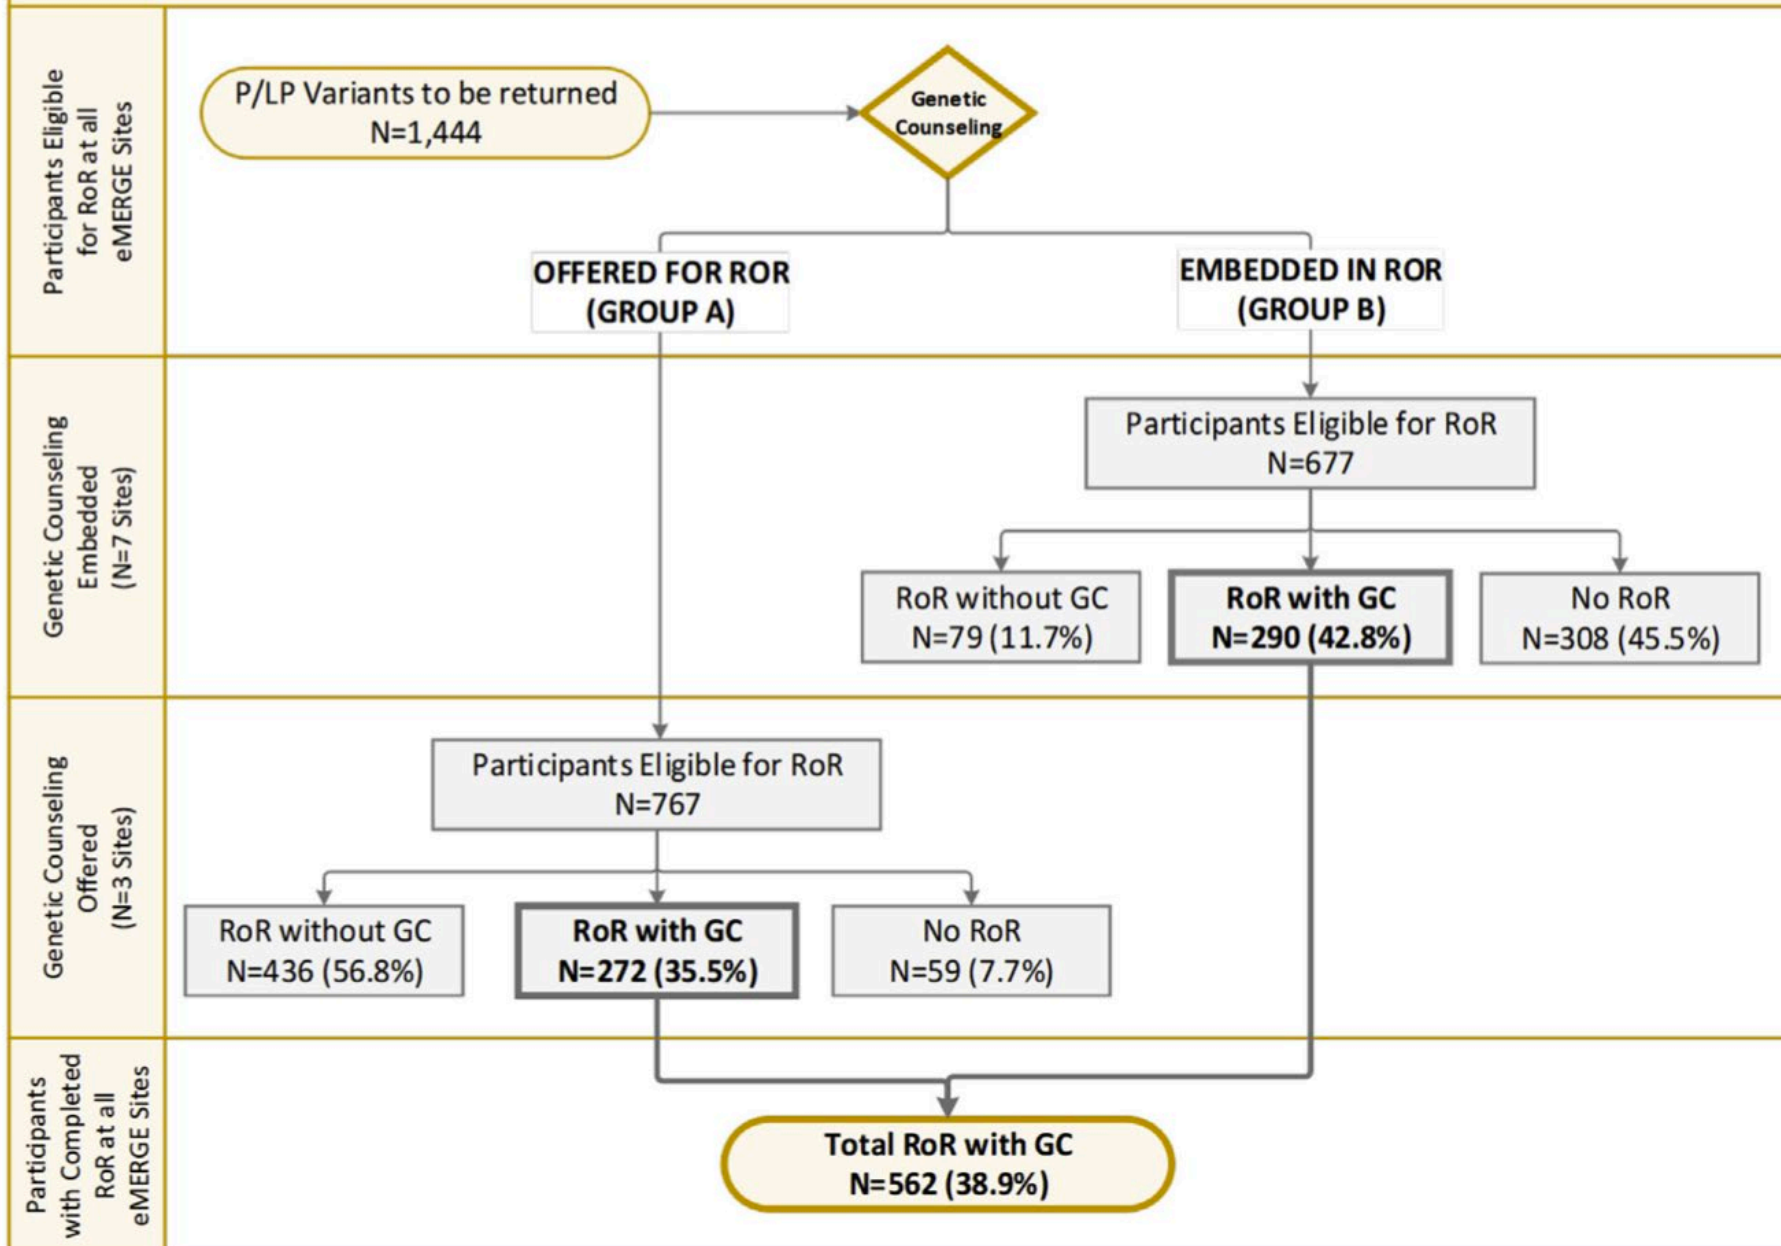 Participants Eligible
for RoR at all
eMERGE Sites
P/LP Variants to be returned
N=1,444
Genetic
Counseling
OFFERED FOR ROR
(GROUP A)
EMBEDDED IN ROR
(GROUP B)
Genetic Counseling
Embedded
(N=7 Sites)
Participants Eligible for RoR
N=677
RoR without GC
N=79 (11.7%)
RoR with GC
N=290 (42.8%)
No RoR
N=308 (45.5%)
Genetic Counseling
Offered
(N=3 Sites)
Participants Eligible for RoR
N=767
RoR without GC
N=436 (56.8%)
RoR with GC
N=272 (35.5%)
No RoR
N=59 (7.7%)
Participants
with Completed
RoR at all
eMERGE Sites
Total RoR with GC
N=562 (38.9%)